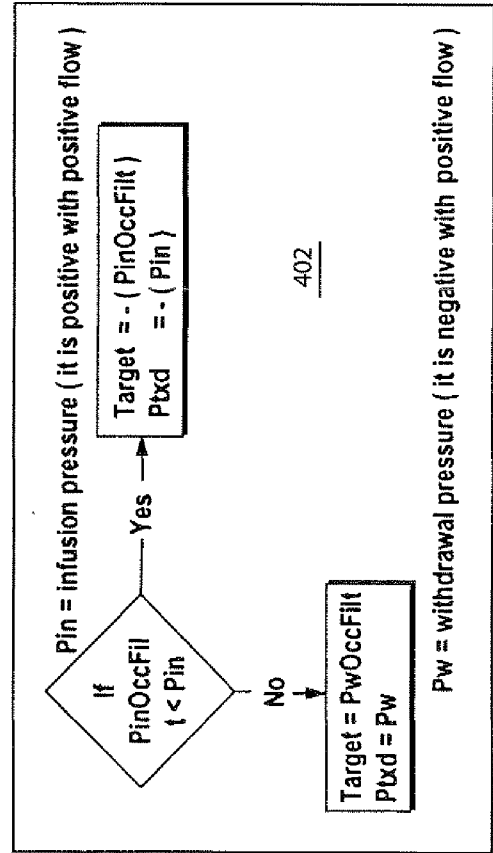 Pin = infusion pressure ( it is positive with positive flow )
If
PinOccFil
t < Pin
Yes
Target = - ( PinOccFilt )
Ptxd = - ( Pin )
No
Target = PwOccFilt
Ptxd = Pw
402
Pw = withdrawal pressure ( it is negative with positive flow )